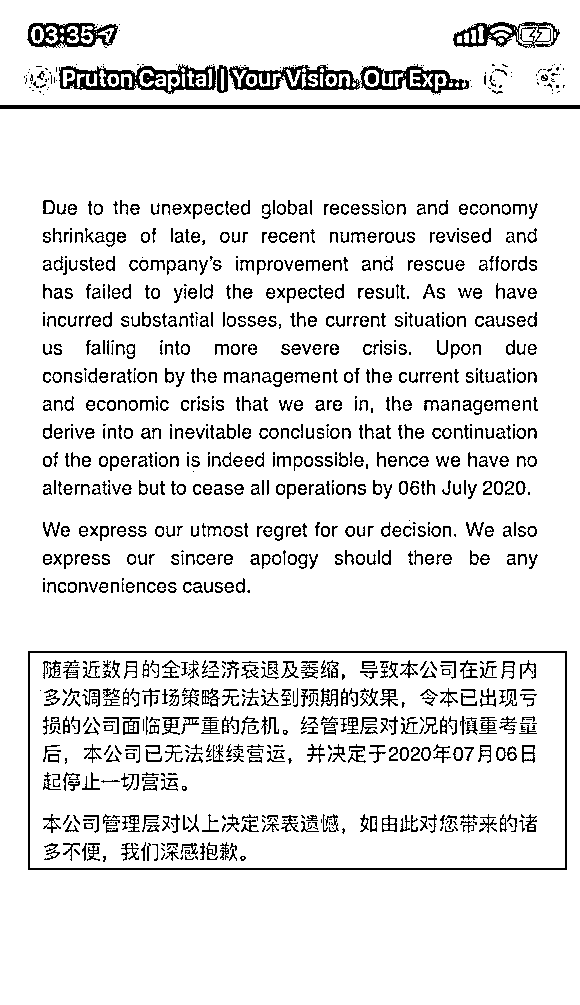 03:35
Pruton Capital | Your Vision. Our Exp...
Due to the unexpected global recession and economy
shrinkage of late, our recent numerous revised and
adjusted company's improvement and rescue affords
has failed to yield the expected result. As we have
incurred substantial losses, the current situation caused
us falling into more severe crisis. Upon due
consideration by the management of the current situation
and economic crisis that we are in, the management
derive into an inevitable conclusion that the continuation
of the operation is indeed impossible, hence we have no
alternative but to cease all operations by 06th July 2020.
We express our utmost regret for our decision. We also
express our sincere apology should there be any
inconveniences caused.
随着近数月的全球经济衰退及萎缩，导致本公司在近月内
多次调整的市场策略无法达到预期的效果，令本已出现亏
损的公司面临更严重的危机。经管理层对近况的慎重考量
后，本公司已无法继续营运，并决定于2020年07月06日
起停止一切营运。
本公司管理层对以上决定深表遗憾，如由此对您带来的诸
多不便，我们深感抱歉。